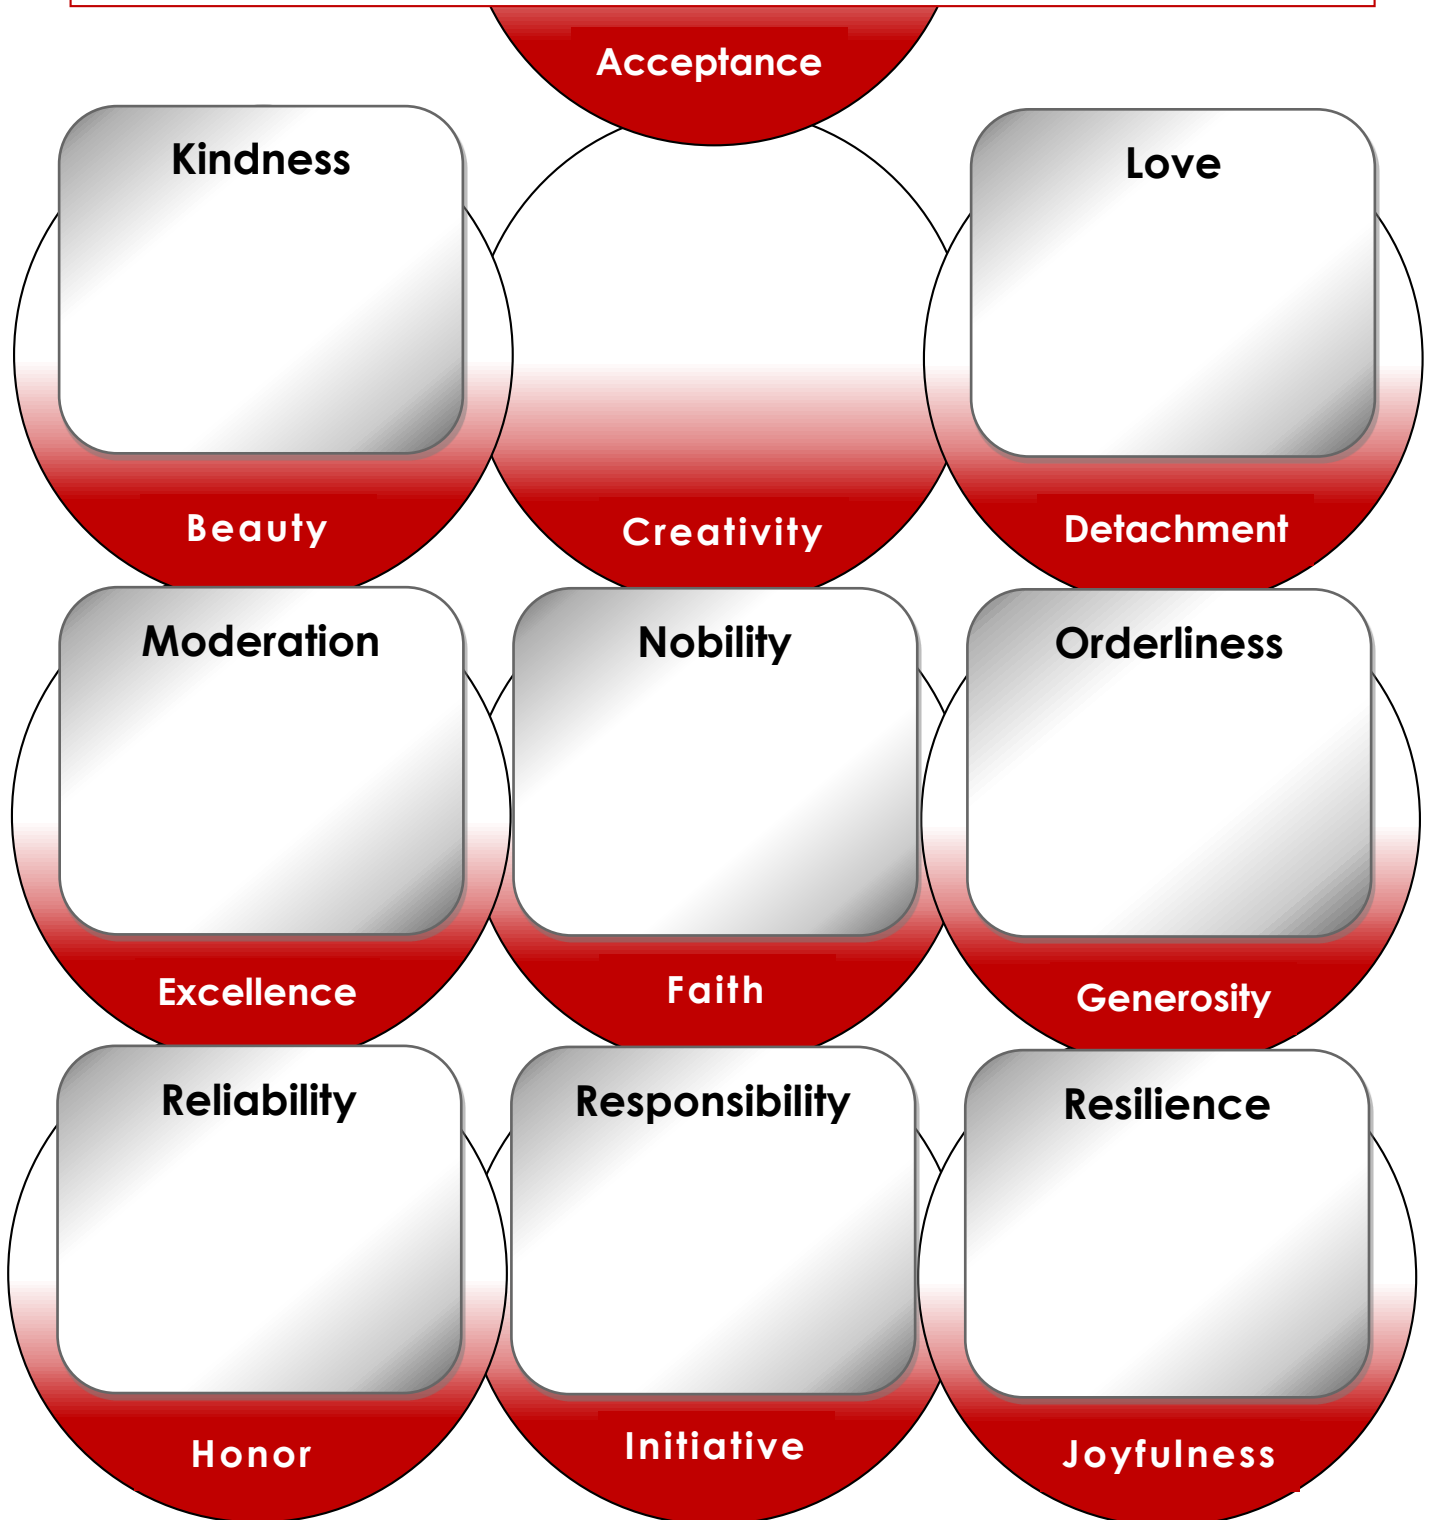 Acceptance
Kindness
Love
Beauty
Creativity
Detachment
Moderation
Nobility
Orderliness
Excellence
Faith
Generosity
Reliability
Responsibility
Resilience
Honor
Initiative
Joyfulness